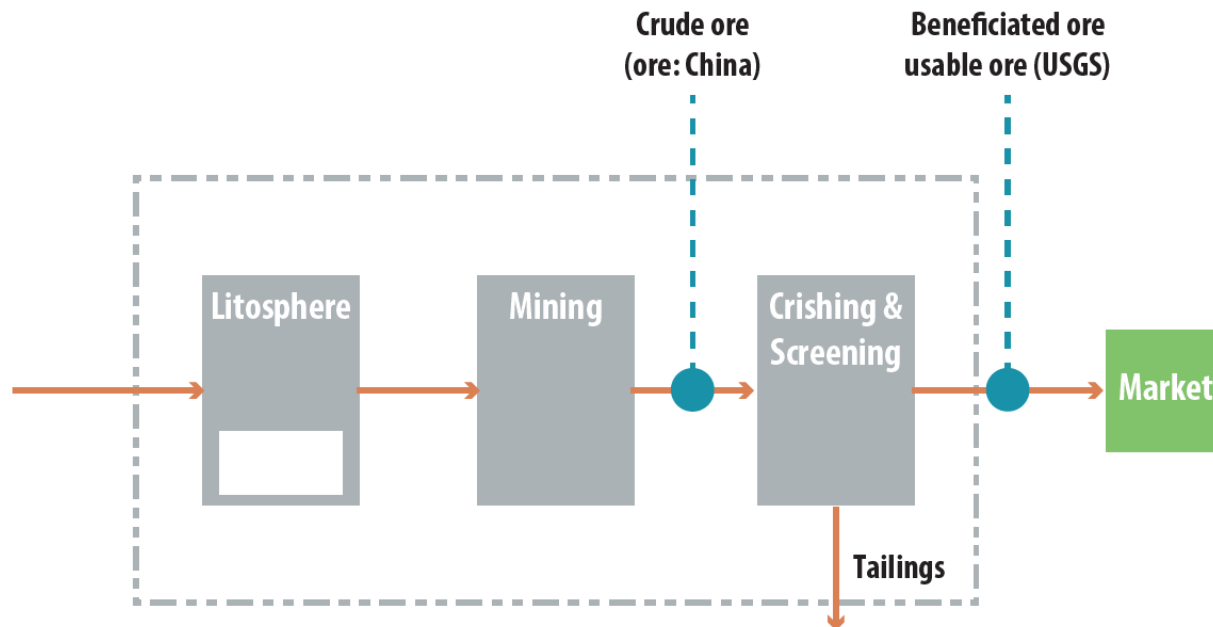 Crude ore
(ore: China)
Beneficiated ore
usable ore (USGS)
Litosphere
Mining
Crishing &
Screening
Market
Tailings